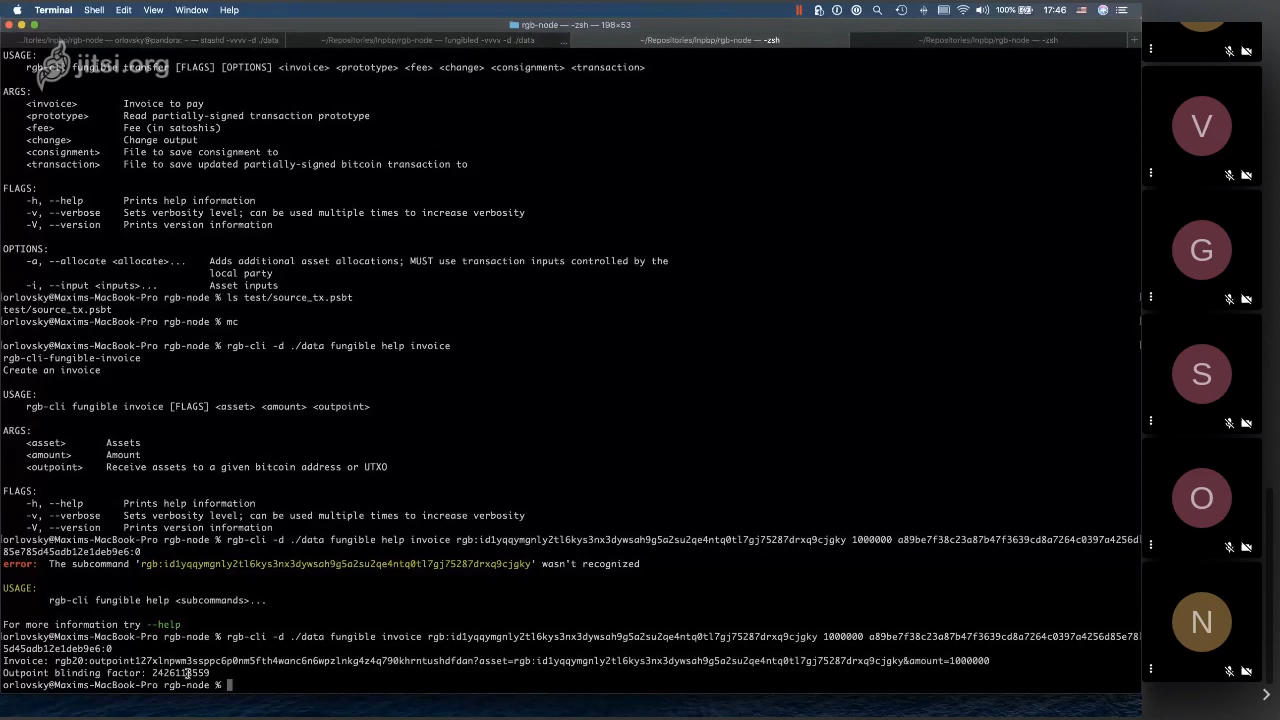 Terminal Shell Edit View Window Help 100% 17:46
rgb-node — -zsh — 198×53
...itories/lnpbp/rgb-node — orlovsky@pandora: ~ — stashd -vvvv -d ./data ~/Repositories/lnpbp/rgb-node — fungibled -vvvv -d ./data ... ~/Repositories/lnpbp/rgb-node — -zsh ~/Repositories/lnpbp/rgb-node — -zsh +
jitsi.org
USAGE:
rgb-cli fungible transfer [FLAGS] [OPTIONS] <invoice> <prototype> <fee> <change> <consignment> <transaction>
ARGS:
<invoice> Invoice to pay
<prototype> Read partially-signed transaction prototype
<fee> Fee (in satoshis)
<change> Change output
<consignment> File to save consignment to
<transaction> File to save updated partially-signed bitcoin transaction to
FLAGS:
-h, --help Prints help information
-v, --verbose Sets verbosity level; can be used multiple times to increase verbosity
-V, --version Prints version information
OPTIONS:
-a, --allocate <allocate>... Adds additional asset allocations; MUST use transaction inputs controlled by the
local party
-i, --input <inputs>... Asset inputs
orlovsky@Maxims-MacBook-Pro rgb-node % ls test/source_tx.psbt
test/source_tx.psbt
orlovsky@Maxims-MacBook-Pro rgb-node % mc
orlovsky@Maxims-MacBook-Pro rgb-node % rgb-cli -d ./data fungible help invoice
rgb-cli-fungible-invoice
Create an invoice
USAGE:
rgb-cli fungible invoice [FLAGS] <asset> <amount> <outpoint>
ARGS:
<asset> Assets
<amount> Amount
<outpoint> Receive assets to a given bitcoin address or UTXO
FLAGS:
-h, --help Prints help information
-v, --verbose Sets verbosity level; can be used multiple times to increase verbosity
-V, --version Prints version information
orlovsky@Maxims-MacBook-Pro rgb-node % rgb-cli -d ./data fungible help invoice rgb:id1yqqymgnly2tl6kys3nx3dywsah9g5a2su2qe4ntq0tl7gj75287drxq9cjgky 1000000 a89be7f38c23a87b47f3639cd8a7264c0397a4256d
85e785d45adb12e1deb9e6:0
error: The subcommand 'rgb:id1yqqymgnly2tl6kys3nx3dywsah9g5a2su2qe4ntq0tl7gj75287drxq9cjgky' wasn't recognized
USAGE:
rgb-cli fungible help <subcommands>...
For more information try --help
orlovsky@Maxims-MacBook-Pro rgb-node % rgb-cli -d ./data fungible invoice rgb:id1yqqymgnly2tl6kys3nx3dywsah9g5a2su2qe4ntq0tl7gj75287drxq9cjgky 1000000 a89be7f38c23a87b47f3639cd8a7264c0397a4256d85e78
5d45adb12e1deb9e6:0
Invoice: rgb20:outpoint127xlnpwm3ssppc6p0nm5fth4wanc6n6wpzlnkg4z4q790khrntushdfdan?asset=rgb:id1yqqymgnly2tl6kys3nx3dywsah9g5a2su2qe4ntq0tl7gj75287drxq9cjgky&amount=1000000
Outpoint blinding factor:
orlovsky@Maxims-MacBook-Pro rgb-node %
V
G
S
O
N